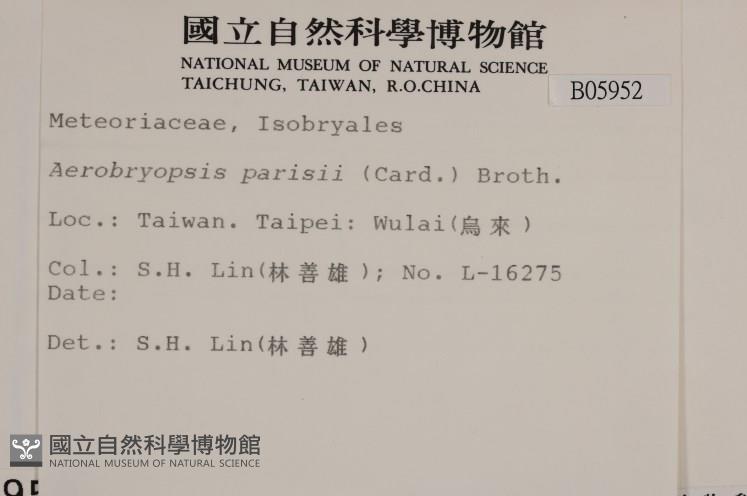 國立自然科學博物館
NATIONAL MUSEUM OF NATURAL SCIENCE
TAICHUNG, TAIWAN, R.O.CHINA
B05952
Meteoriaceae, Isobryales
Aerobryopsis parisii (Card.) Broth.
Loc.: Taiwan. Taipei: Wulai(烏來)
Col.: S.H. Lin(林善雄); No. L-16275
Date:
Det.: S.H. Lin(林善雄)
國立自然科學博物館
NATIONAL MUSEUM OF NATURAL SCIENCE